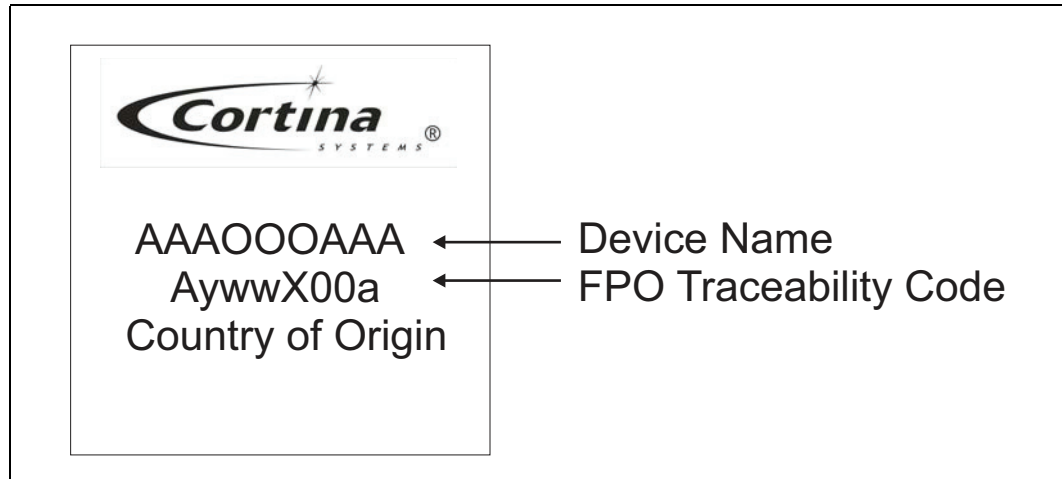 Cortina
SYSTEMS ®
AAAOOOAAA
Device Name
AywwX00a
FPO Traceability Code
Country of Origin